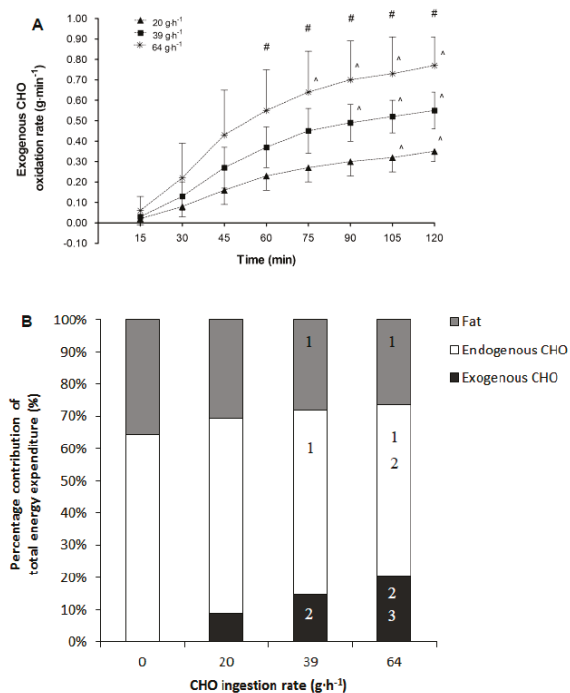 A
20 g·h⁻¹
39 g·h⁻¹
64 g·h⁻¹
# # # # # #
^ ^ ^ ^
^ ^ ^ ^
^ ^
Exogenous CHO
oxidation rate (g·min⁻¹)
1.00
0.90
0.80
0.70
0.60
0.50
0.40
0.30
0.20
0.10
0.00
-0.10
15 30 45 60 75 90 105 120
Time (min)
B
Percentage contribution of
total energy expenditure (%)
100%
90%
80%
70%
60%
50%
40%
30%
20%
10%
0%
1 1
1 1
2
2 2
3
0 20 39 64
CHO ingestion rate (g·h⁻¹)
Fat
Endogenous CHO
Exogenous CHO